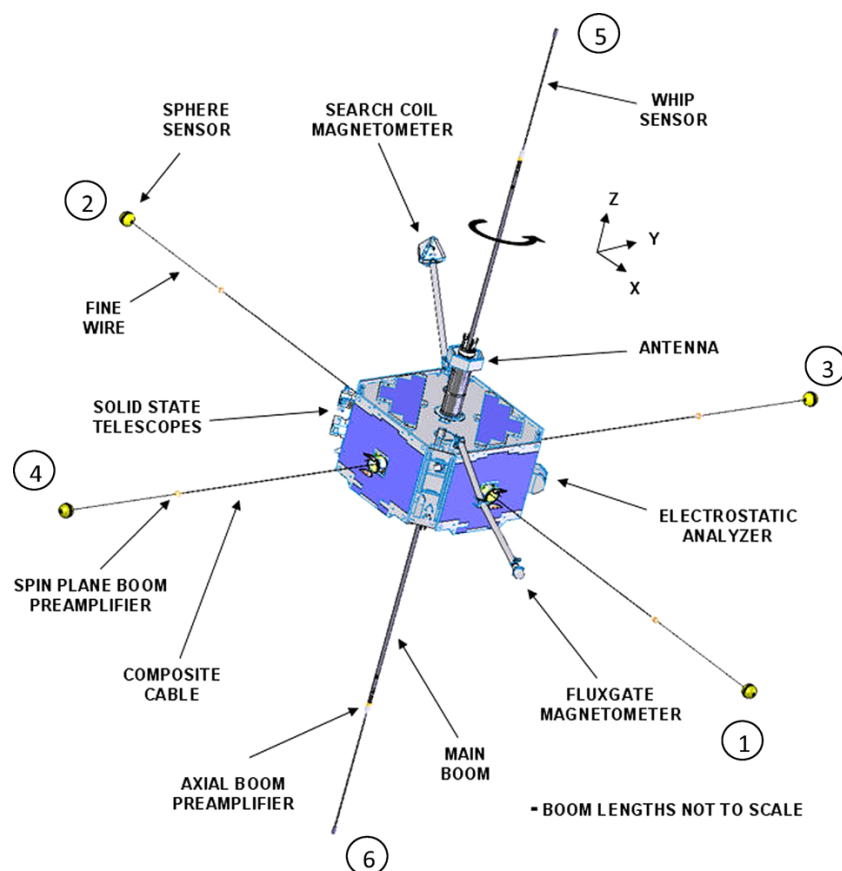 5
SPHERE
SENSOR
SEARCH COIL
MAGNETOMETER
WHIP
SENSOR
2
Z
Y
X
FINE
WIRE
ANTENNA
3
SOLID STATE
TELESCOPES
4
ELECTROSTATIC
ANALYZER
SPIN PLANE BOOM
PREAMPLIFIER
COMPOSITE
CABLE
FLUXGATE
MAGNETOMETER
1
MAIN
BOOM
AXIAL BOOM
PREAMPLIFIER
- BOOM LENGTHS NOT TO SCALE
6